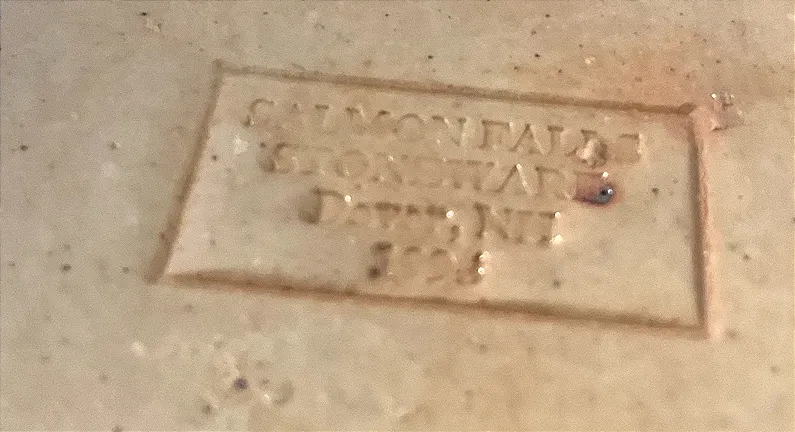 SALMON FALLS
STONEWARE
Dover, NH